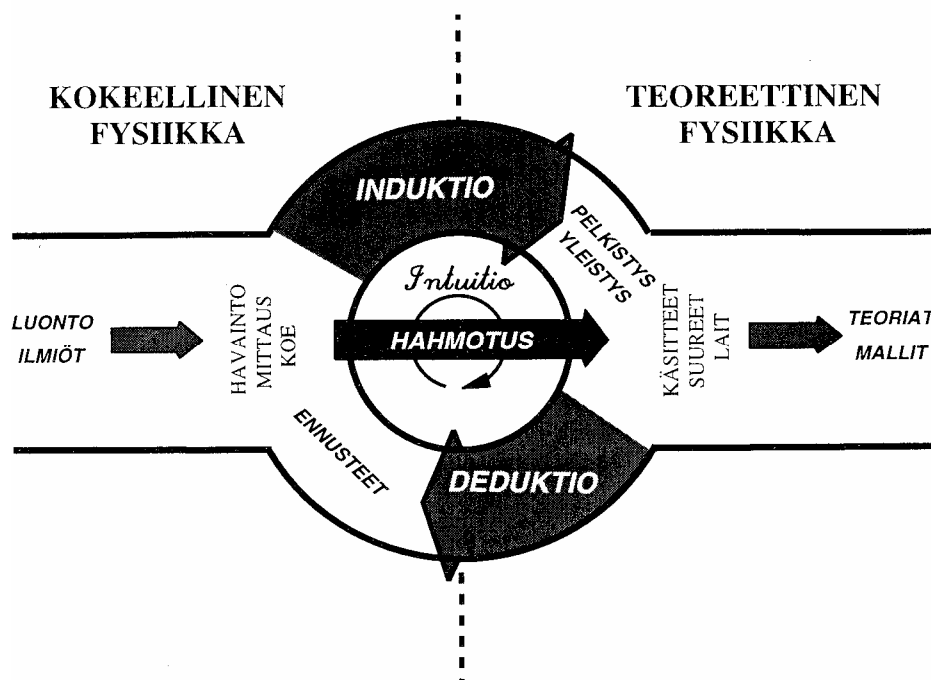 KOKEELLINEN
FYSIIKKA
TEOREETTINEN
FYSIIKKA
INDUKTIO
PELKISTYS
YLEISTYS
Intuitio
LUONTO
ILMIÖT
HAVAINTO
MITTAUS
KOE
HAHMOTUS
KÄSITTEET
SUUREET
LAIT
TEORIAT
MALLIT
ENNUSTEET
DEDUKTIO